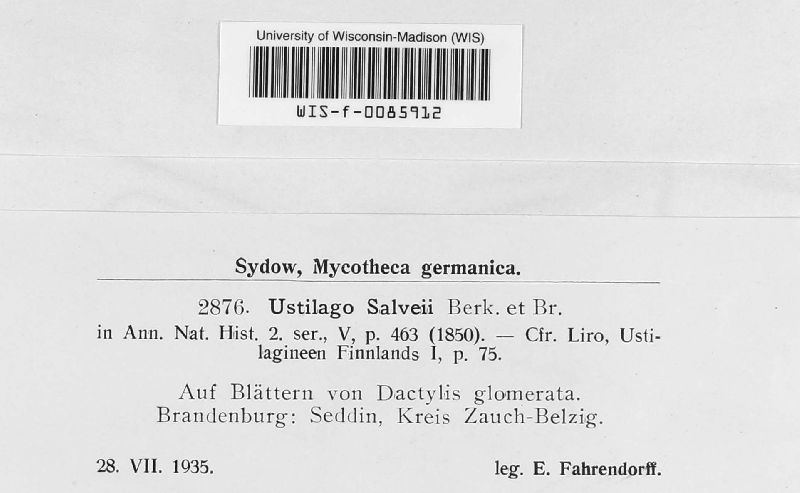 University of Wisconsin-Madison (WIS)
WIS-f-0085912
Sydow, Mycotheca germanica.
2876. Ustilago Salveii Berk. et Br.
in Ann. Nat. Hist. 2. ser., V, p. 463 (1850). — Cfr. Liro, Usti-
lagineen Finnlands I, p. 75.
Auf Blättern von Dactylis glomerata.
Brandenburg: Seddin, Kreis Zauch-Belzig.
28. VII. 1935. leg. E. Fahrendorff.